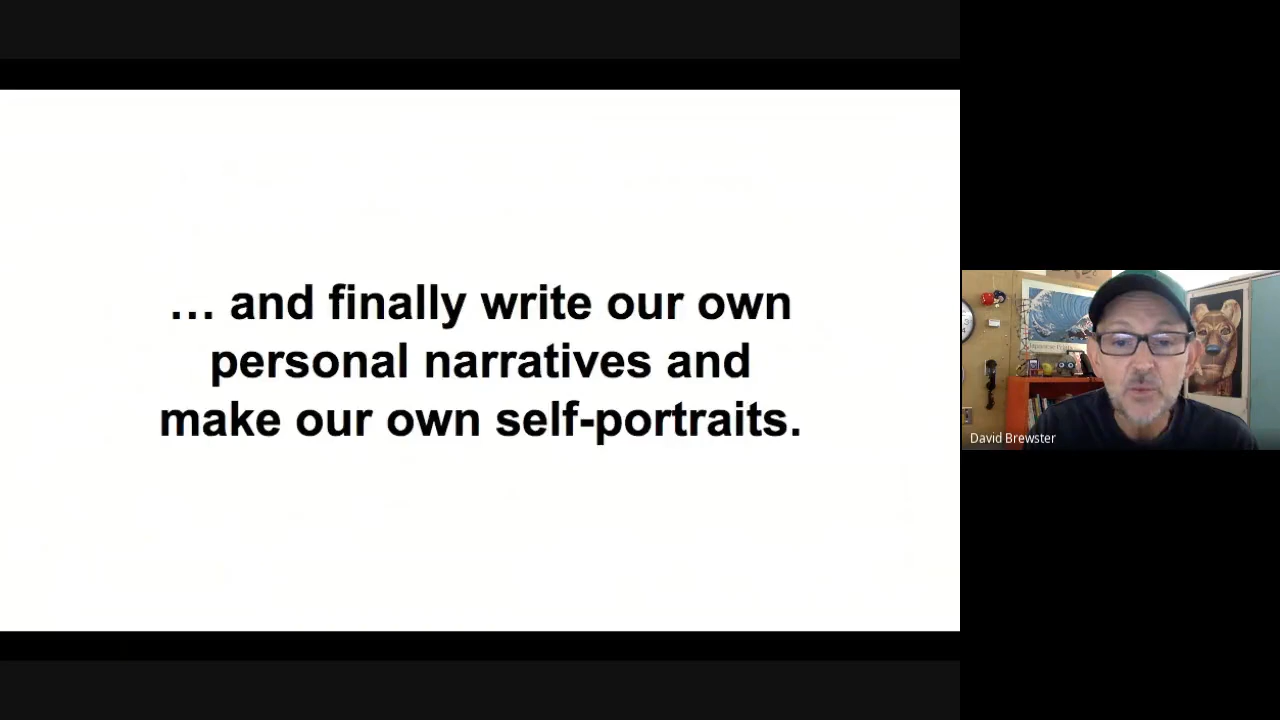 … and finally write our own
personal narratives and
make our own self-portraits.
David Brewster